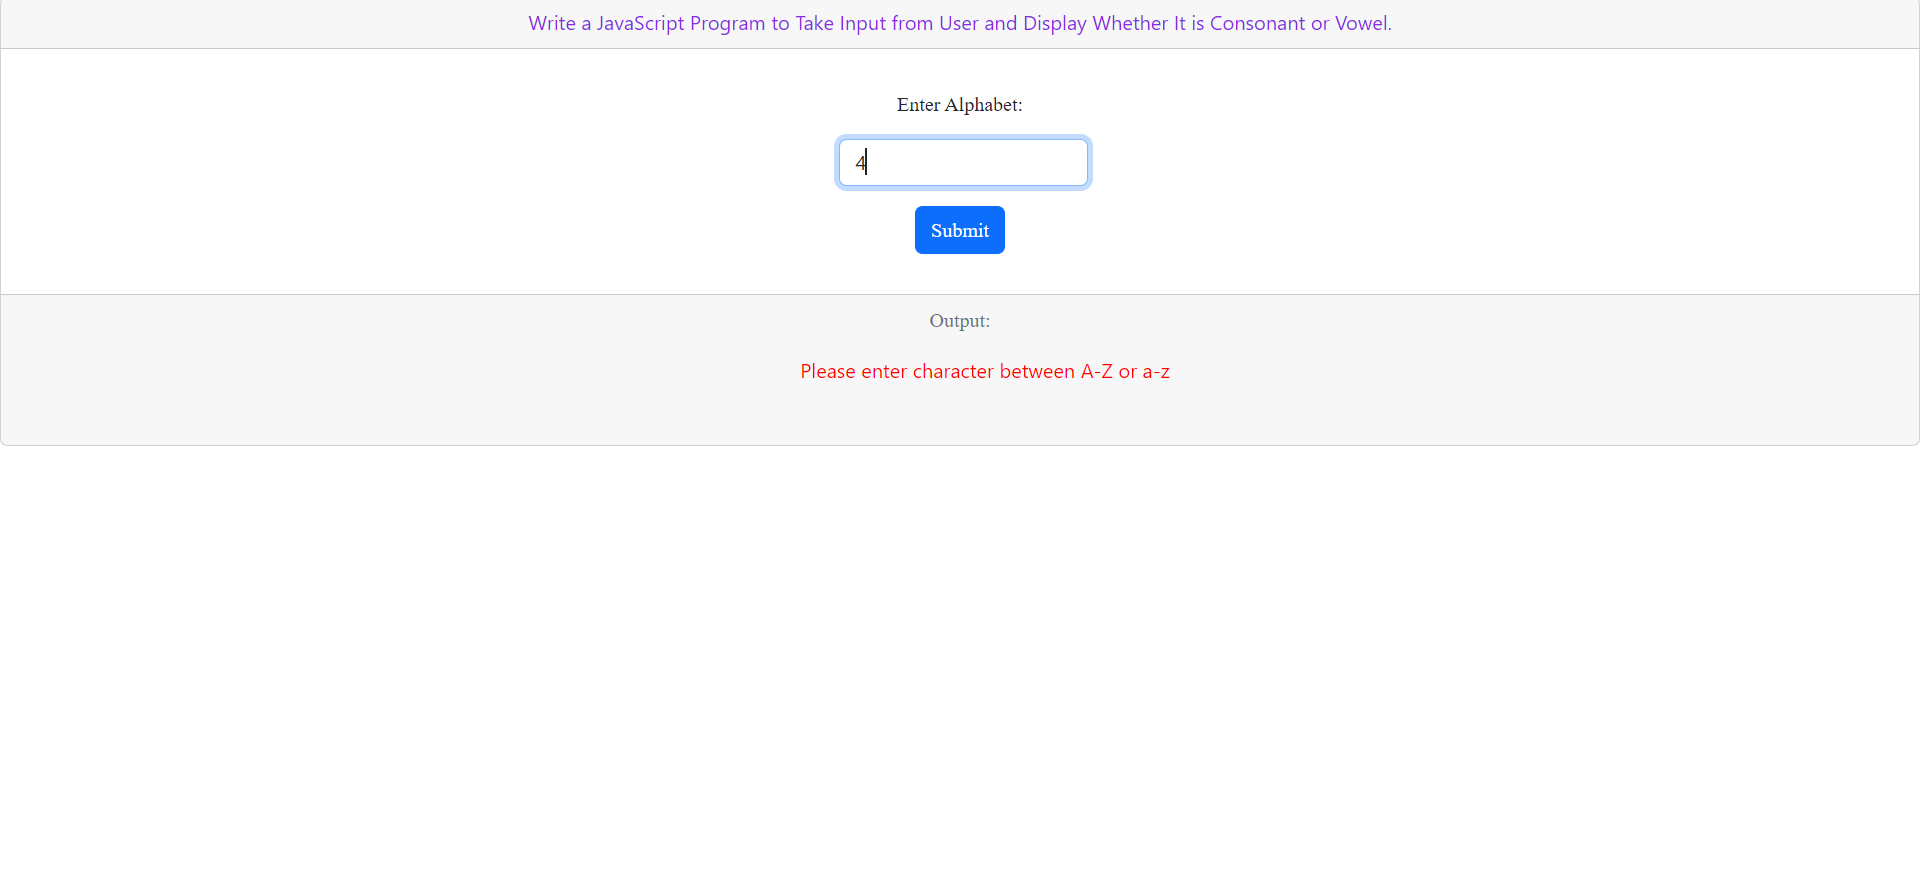 Write a JavaScript Program to Take Input from User and Display Whether It is Consonant or Vowel.
Enter Alphabet:
4
Submit
Output:
Please enter character between A-Z or a-z